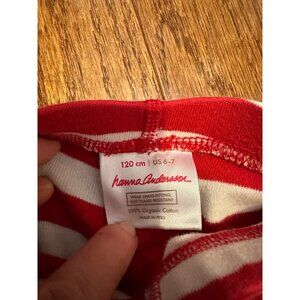 120 cm | US 6-7
hanna Andersson
WEAR SNUG-FITTING,
NOT FLAME RESISTANT
100% Organic Cotton
MADE IN PERU